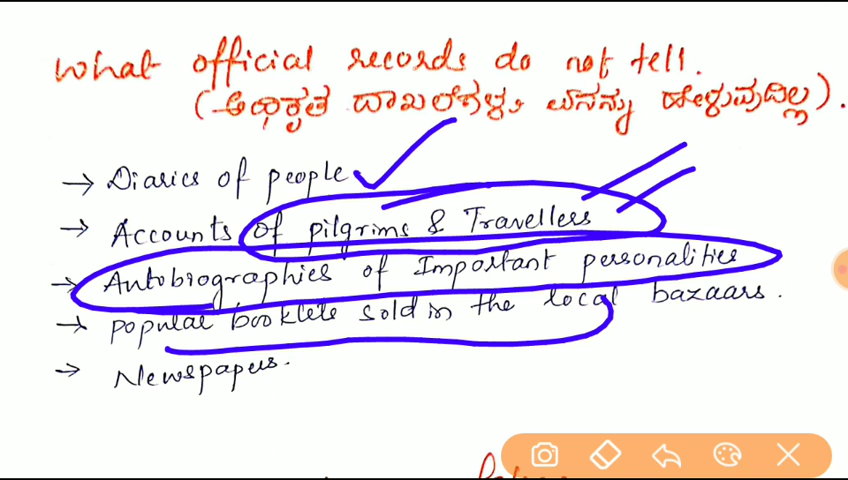 What official records do not tell.
(ಅಧಿಕೃತ ದಾಖಲೆಗಳು ಏನನ್ನು ಹೇಳುವುದಿಲ್ಲ).
→ Diaries of people
→ Accounts of pilgrims & Travellers
→ Autobiographies of Important personalities
→ popular booklets sold in the local bazaars.
→ Newspapers.